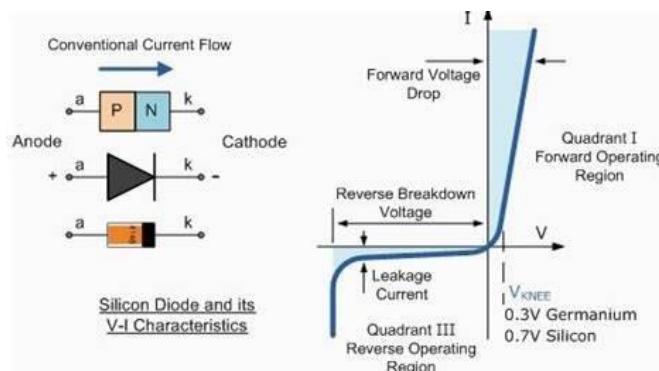 Conventional Current Flow
a
P
N
k
Anode
Cathode
+
a
k
-
a
k
Silicon Diode and its
V-I Characteristics
I
Forward Voltage
Drop
Quadrant I
Forward Operating
Region
Reverse Breakdown
Voltage
V
Leakage
Current
VKNEE
0.3V Germanium
0.7V Silicon
Quadrant III
Reverse Operating
Region